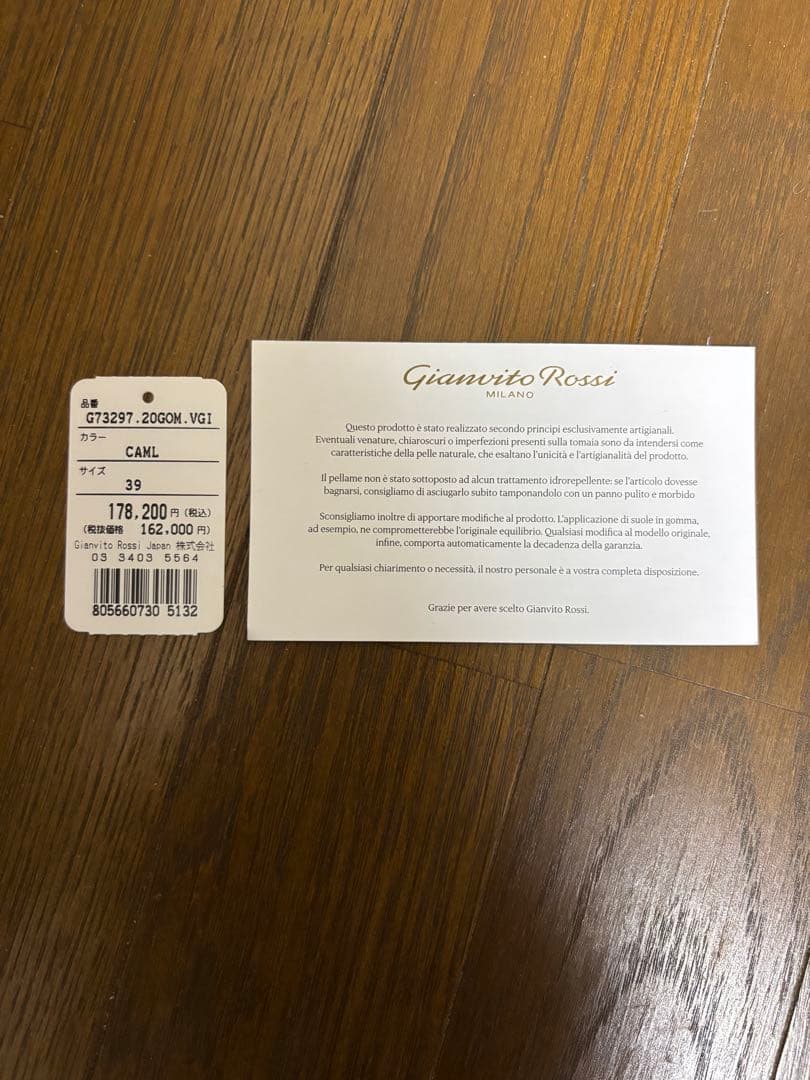 品番
G73297.20GOM.VGI
カラー
CAML
サイズ
39
178,200円(税込)
(税抜価格 162,000円)
Gianvito Rossi Japan 株式会社
03 3403 5564
805660730 5132
Gianvito Rossi
MILANO
Questo prodotto è stato realizzato secondo principi esclusivamente artigianali.
Eventuali venature, chiaroscuri o imperfezioni presenti sulla tomaia sono da intendersi come
caratteristiche della pelle naturale, che esaltano l'unicità e l'artigianalità del prodotto.
Il pellame non è stato sottoposto ad alcun trattamento idrorepellente: se l'articolo dovesse
bagnarsi, consigliamo di asciugarlo subito tamponandolo con un panno pulito e morbido
Sconsigliamo inoltre di apportare modifiche al prodotto. L'applicazione di suole in gomma,
ad esempio, ne comprometterebbe l'originale equilibrio. Qualsiasi modifica al modello originale,
infine, comporta automaticamente la decadenza della garanzia.
Per qualsiasi chiarimento o necessità, il nostro personale è a vostra completa disposizione.
Grazie per avere scelto Gianvito Rossi.